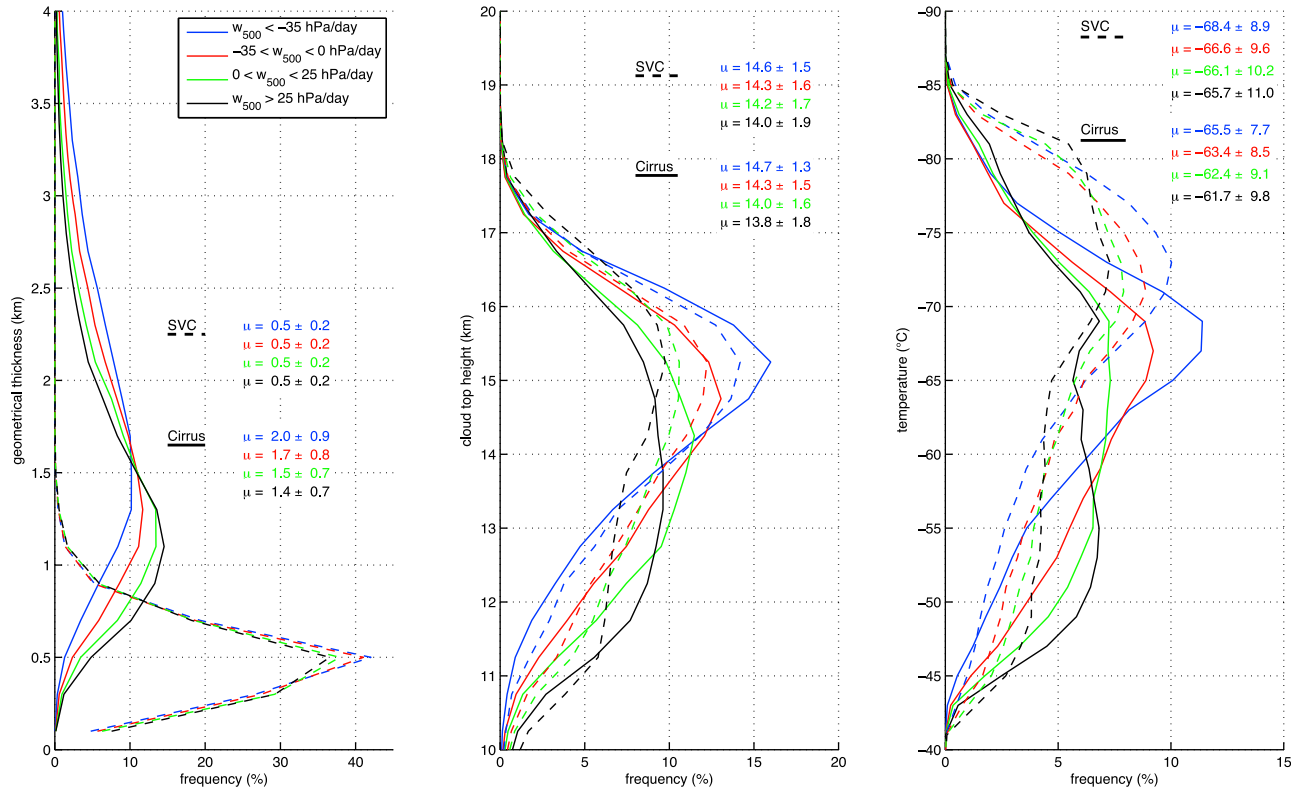 w500 < −35 hPa/day
−35 < w500 < 0 hPa/day
0 < w500 < 25 hPa/day
w500 > 25 hPa/day
SVC
μ = 0.5 ± 0.2
μ = 0.5 ± 0.2
μ = 0.5 ± 0.2
μ = 0.5 ± 0.2
Cirrus
μ = 2.0 ± 0.9
μ = 1.7 ± 0.8
μ = 1.5 ± 0.7
μ = 1.4 ± 0.7
geometrical thickness (km)
4
3.5
3
2.5
2
1.5
1
0.5
0
0 10 20 30 40
frequency (%)
SVC
μ = 14.6 ± 1.5
μ = 14.3 ± 1.6
μ = 14.2 ± 1.7
μ = 14.0 ± 1.9
Cirrus
μ = 14.7 ± 1.3
μ = 14.3 ± 1.5
μ = 14.0 ± 1.6
μ = 13.8 ± 1.8
cloud top height (km)
20
19
18
17
16
15
14
13
12
11
10
0 5 10 15 20
frequency (%)
SVC
μ = −68.4 ± 8.9
μ = −66.6 ± 9.6
μ = −66.1 ± 10.2
μ = −65.7 ± 11.0
Cirrus
μ = −65.5 ± 7.7
μ = −63.4 ± 8.5
μ = −62.4 ± 9.1
μ = −61.7 ± 9.8
temperature (°C)
−90
−85
−80
−75
−70
−65
−60
−55
−50
−45
−40
0 5 10 15
frequency (%)